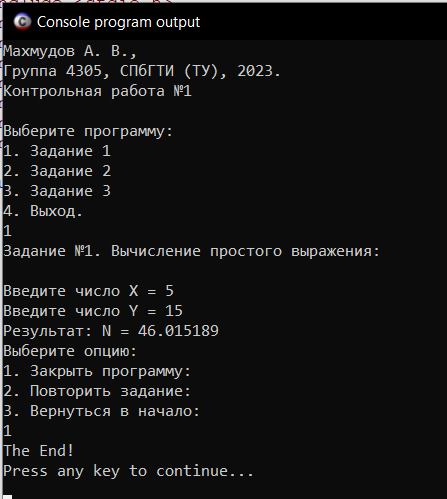 Console program output
Махмудов А. В.,
Группа 4305, СПбГТИ (ТУ), 2023.
Контрольная работа №1
Выберите программу:
1. Задание 1
2. Задание 2
3. Задание 3
4. Выход.
1
Задание №1. Вычисление простого выражения:
Введите число X = 5
Введите число Y = 15
Результат: N = 46.015189
Выберите опцию:
1. Закрыть программу:
2. Повторить задание:
3. Вернуться в начало:
1
The End!
Press any key to continue...